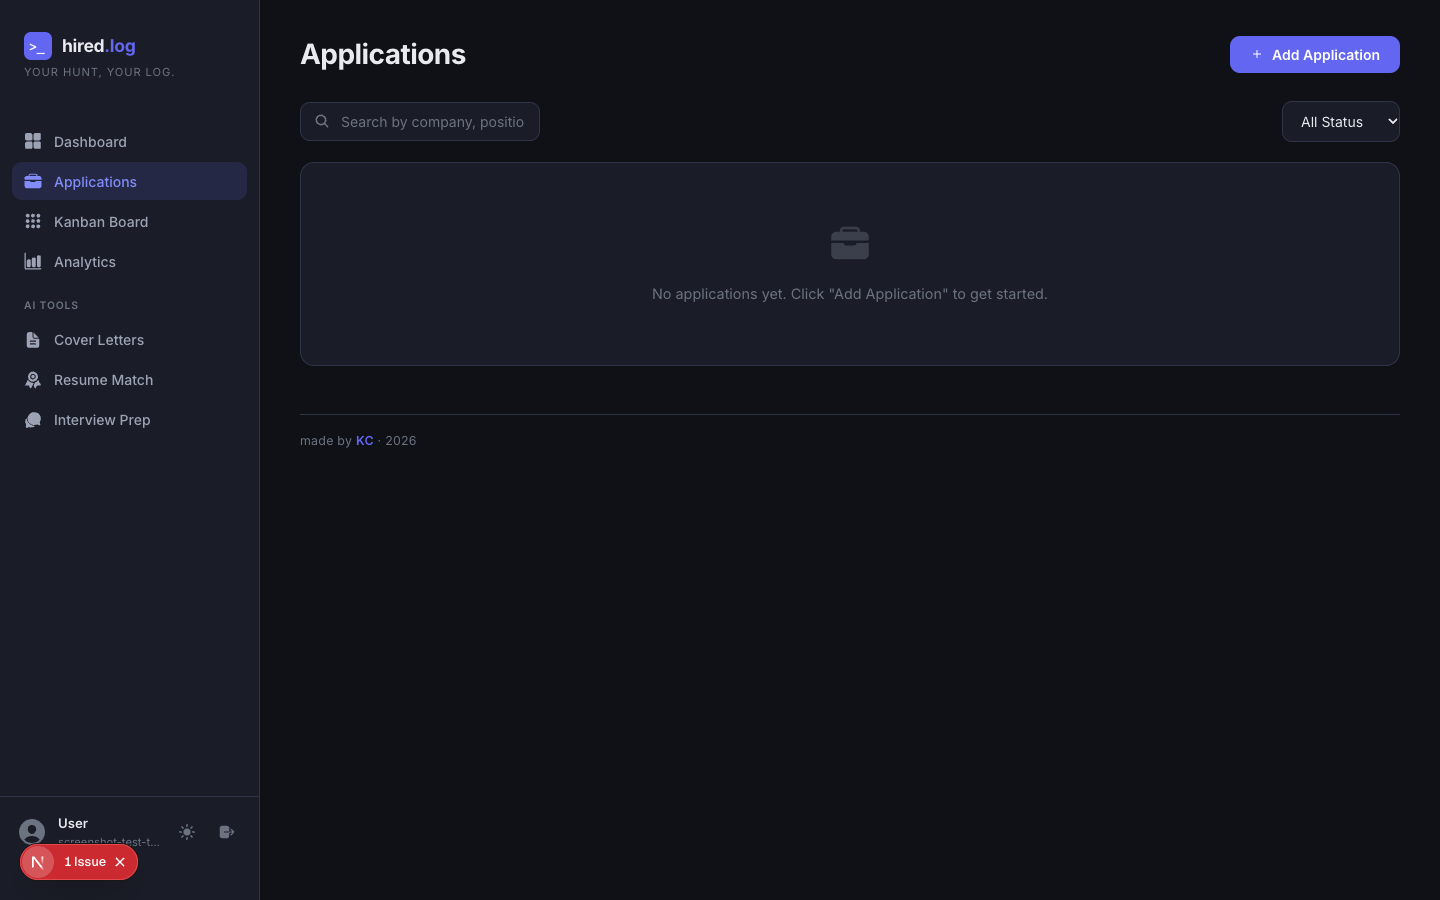 >_ hired.log
YOUR HUNT, YOUR LOG.
Dashboard
Applications
Kanban Board
Analytics
AI TOOLS
Cover Letters
Resume Match
Interview Prep
User
screenshot-test-t...
N 1 Issue
Applications
+ Add Application
Search by company, positio
All Status
No applications yet. Click "Add Application" to get started.
made by KC · 2026